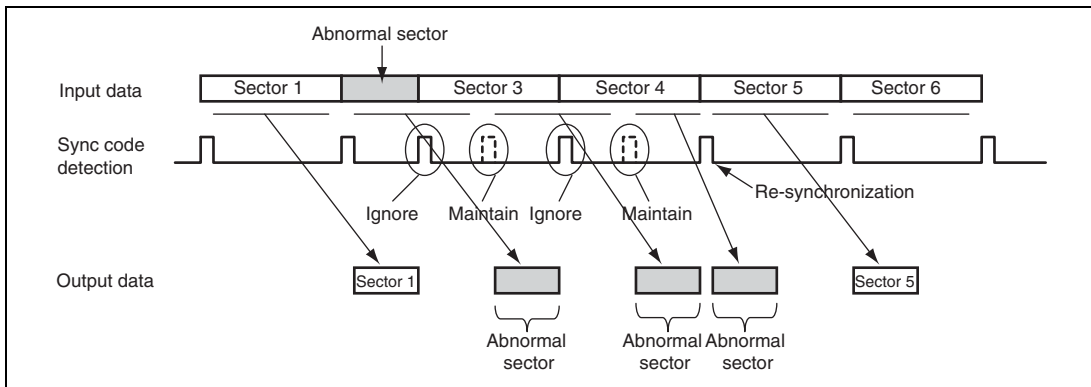 Abnormal sector
Input data
Sector 1
Sector 3
Sector 4
Sector 5
Sector 6
Sync code
detection
Ignore
Maintain
Ignore
Maintain
Re-synchronization
Output data
Sector 1
Sector 5
Abnormal
sector
Abnormal
sector
Abnormal
sector